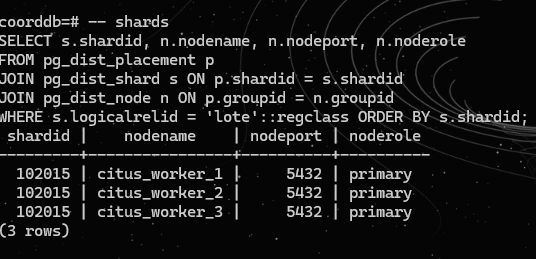 coorddb=# -- shards
SELECT s.shardid, n.nodename, n.nodeport, n.noderole
FROM pg_dist_placement p
JOIN pg_dist_shard s ON p.shardid = s.shardid
JOIN pg_dist_node n ON p.groupid = n.groupid
WHERE s.logicalrelid = 'lote'::regclass ORDER BY s.shardid;
 shardid |    nodename    | nodeport | noderole
---------+----------------+----------+----------
  102015 | citus_worker_1 |     5432 | primary
  102015 | citus_worker_2 |     5432 | primary
  102015 | citus_worker_3 |     5432 | primary
(3 rows)